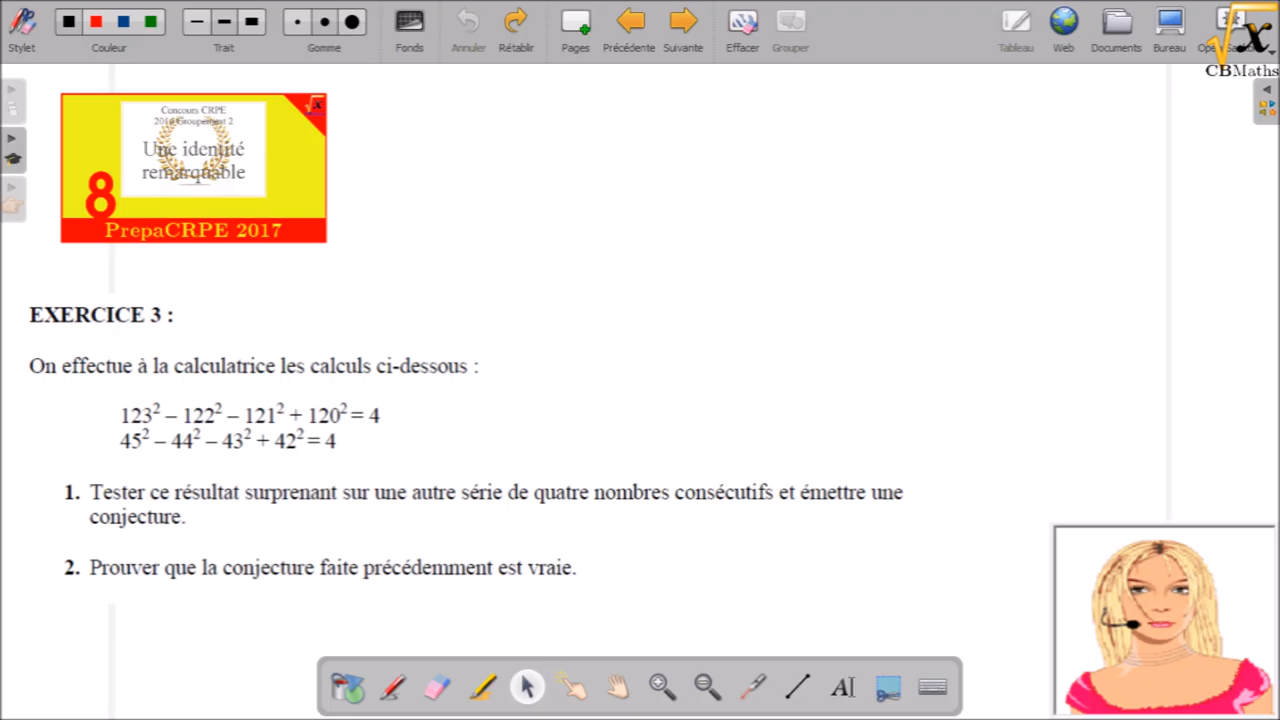 Stylet Couleur Trait Gomme Fonds Annuler Rétablir Pages Précédente Suivante Effacer Grouper Tableau Web Documents Bureau
CBMaths
Concours CRPE
Groupement 2
Une identité
remarquable
8
PrepaCRPE 2017
EXERCICE 3 :
On effectue à la calculatrice les calculs ci-dessous :
123² – 122² – 121² + 120² = 4
45² – 44² – 43² + 42² = 4
1. Tester ce résultat surprenant sur une autre série de quatre nombres consécutifs et émettre une
conjecture.
2. Prouver que la conjecture faite précédemment est vraie.